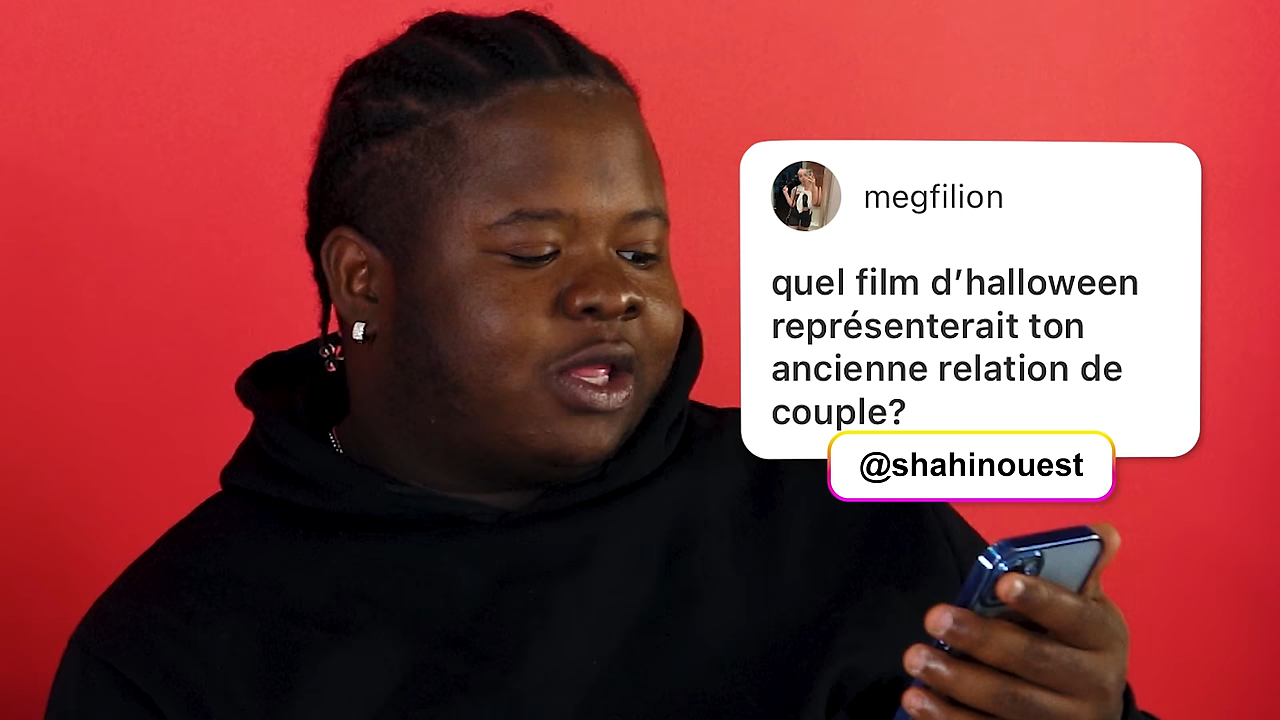 megfilion
quel film d’halloween
représenterait ton
ancienne relation de
couple?
@shahinouest